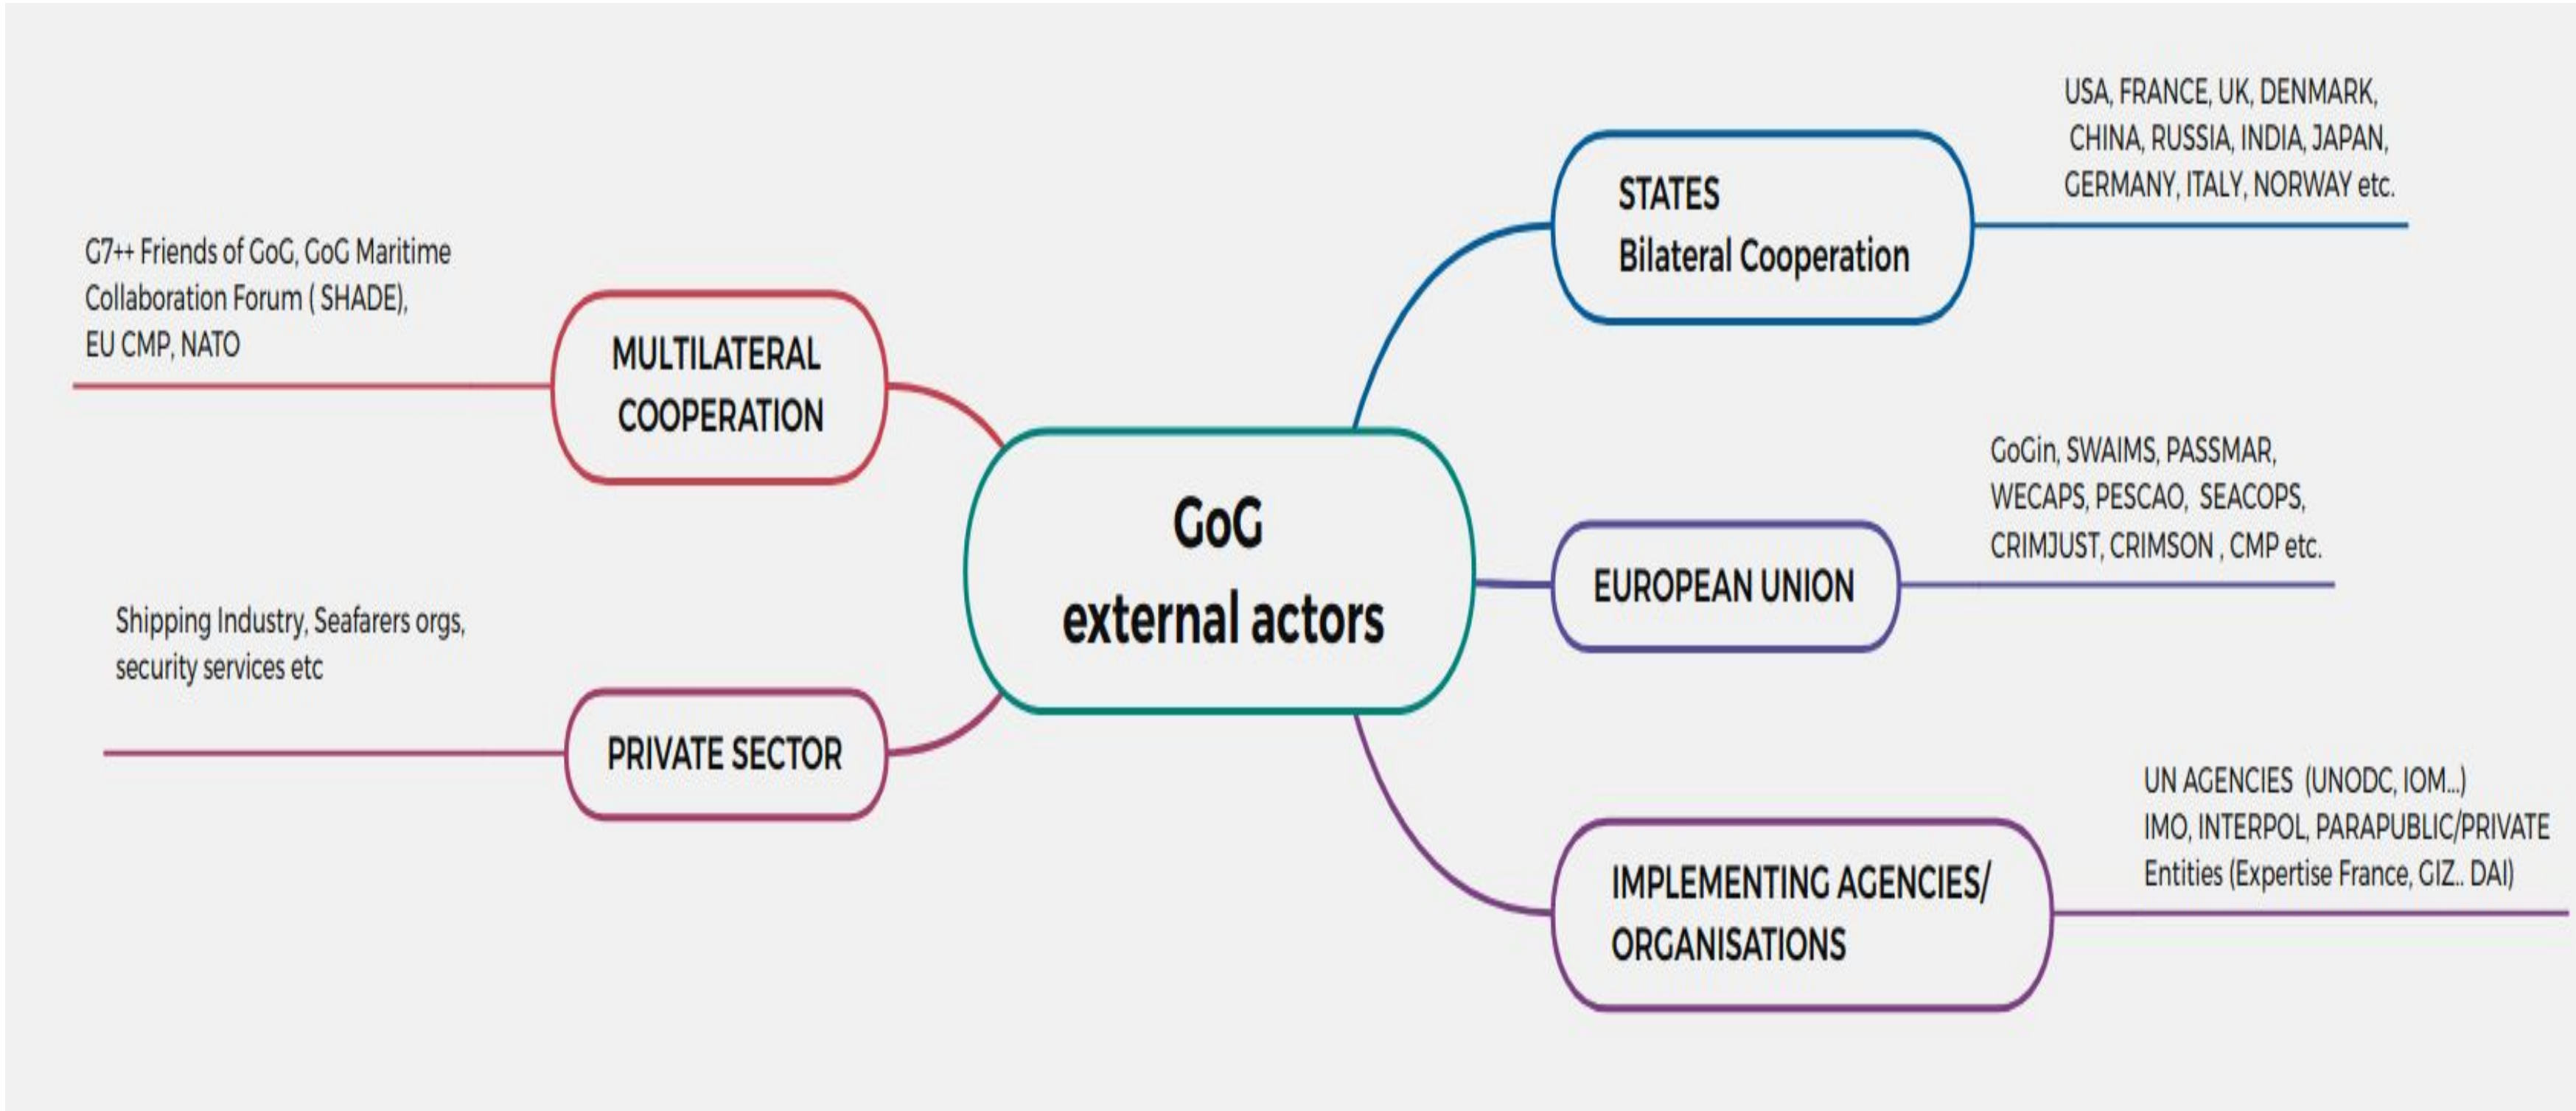 GoG
external actors
MULTILATERAL
COOPERATION
G7++ Friends of GoG, GoG Maritime
Collaboration Forum ( SHADE),
EU CMP, NATO
PRIVATE SECTOR
Shipping Industry, Seafarers orgs,
security services etc
STATES
Bilateral Cooperation
USA, FRANCE, UK, DENMARK,
CHINA, RUSSIA, INDIA, JAPAN,
GERMANY, ITALY, NORWAY etc.
EUROPEAN UNION
GoGin, SWAIMS, PASSMAR,
WECAPS, PESCAO, SEACOPS,
CRIMJUST, CRIMSON , CMP etc.
IMPLEMENTING AGENCIES/
ORGANISATIONS
UN AGENCIES (UNODC, IOM...)
IMO, INTERPOL, PARAPUBLIC/PRIVATE
Entities (Expertise France, GIZ.. DAI)